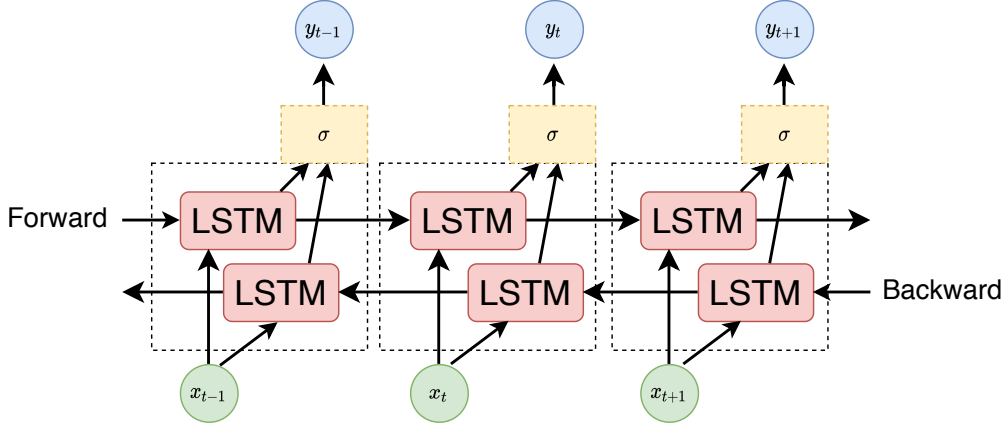 y_{t-1} y_t y_{t+1}
σ σ σ
Forward LSTM LSTM LSTM
LSTM LSTM LSTM Backward
x_{t-1} x_t x_{t+1}